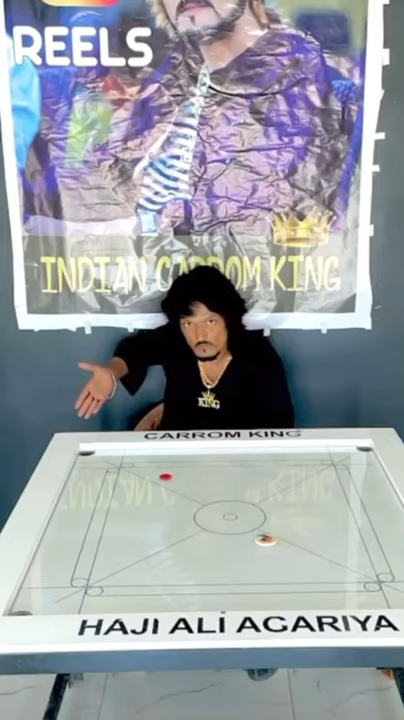 REELS
INDIAN CARROM KING
KING
CARROM KING
HAJI ALI AGARIYA